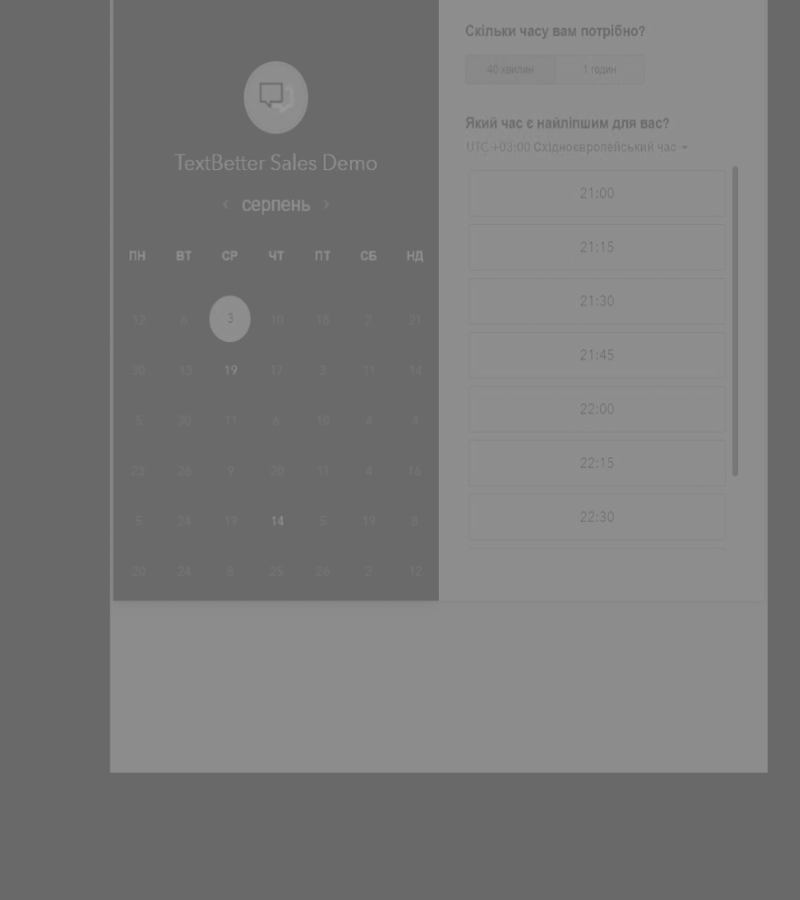 TextBetter Sales Demo
< серпень >
ПН ВТ СР ЧТ ПТ СБ НД
12 6 3 10 18 2 21
30 13 19 17 3 11 14
5 30 11 6 10 4 4
23 26 9 20 11 4 16
5 24 19 14 5 19 8
20 24 8 25 26 2 12
Скільки часу вам потрібно?
40 хвилин 1 годин
Який час є найліпшим для вас?
UTC +03:00 Східноєвропейський час
21:00
21:15
21:30
21:45
22:00
22:15
22:30